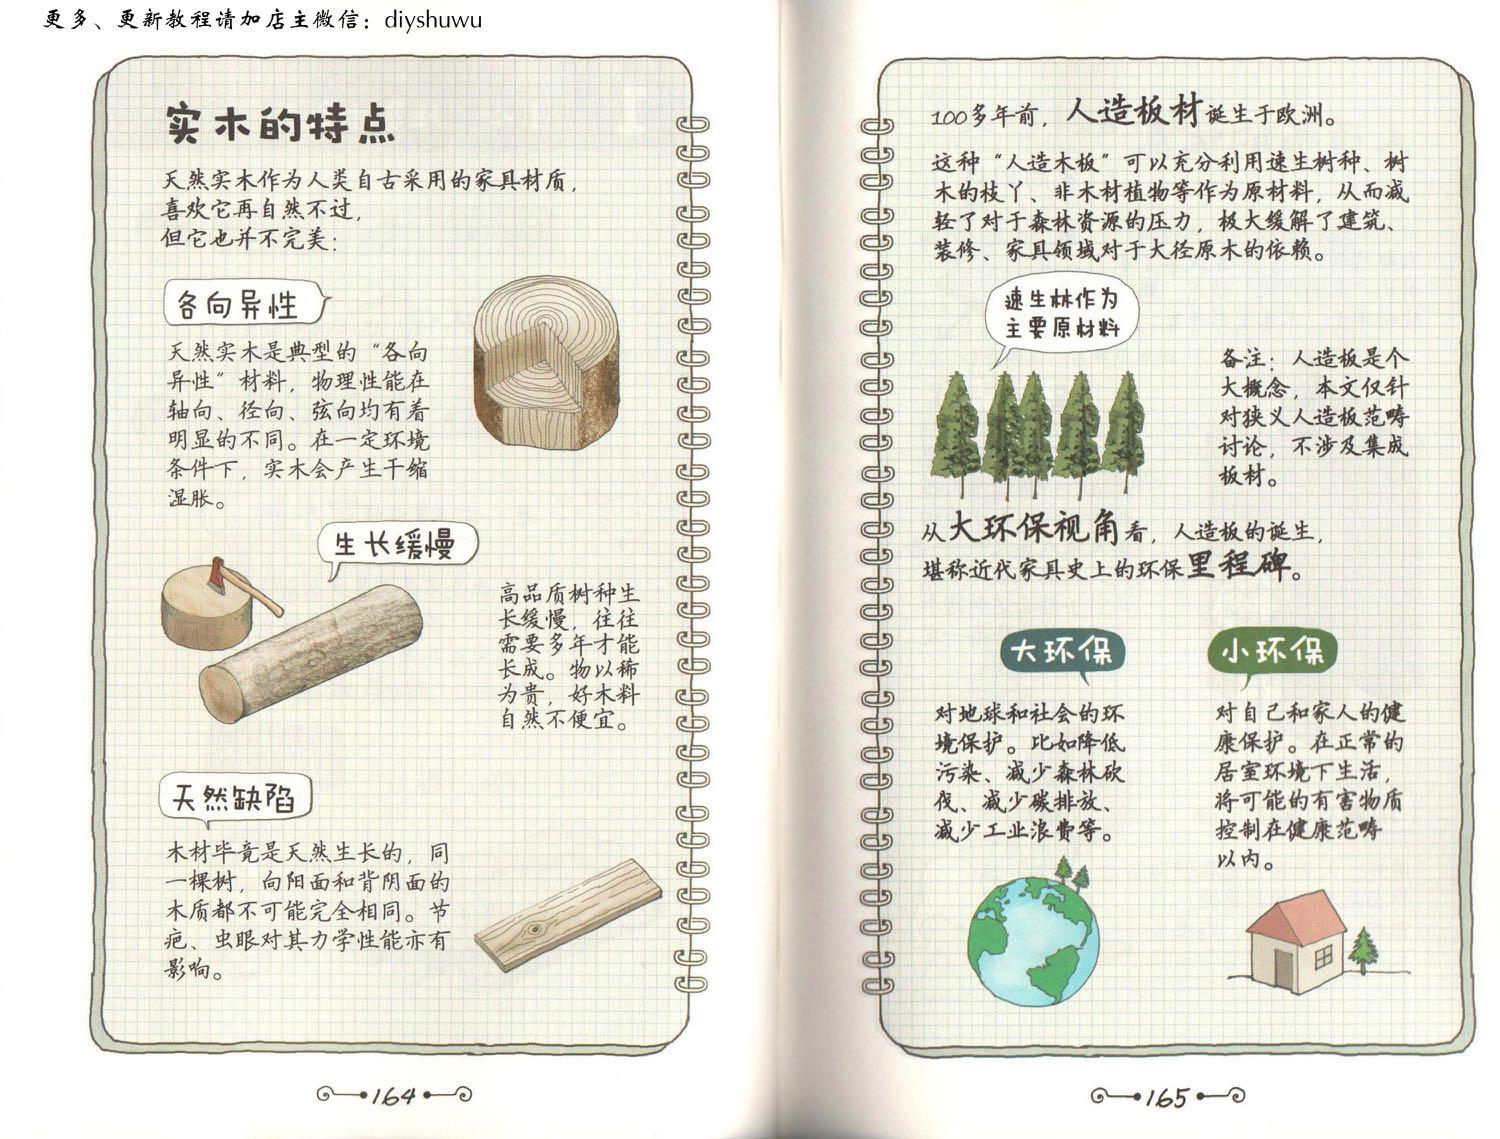 更多、更新教程请加店主微信：diyshuwu
实木的特点
天然实木作为人类自古采用的家具材质，
喜欢它再自然不过，
但它也并不完美：
各向异性
天然实木是典型的“各向
异性”材料，物理性能在
轴向、径向、弦向均有着
明显的不同。在一定环境
条件下，实木会产生干缩
湿胀。
生长缓慢
高品质树种生
长缓慢，往往
需要多年才能
长成。物以稀
为贵，好木料
自然不便宜。
天然缺陷
木材毕竟是天然生长的，同
一棵树，向阳面和背阴面的
木质都不可能完全相同。节
疤、虫眼对其力学性能亦有
影响。
164
100多年前，人造板材诞生于欧洲。
这种“人造木板”可以充分利用速生树种、树
木的枝丫、非木材植物等作为原材料，从而减
轻了对于森林资源的压力，极大缓解了建筑、
装修、家具领域对于大径原木的依赖。
速生林作为
主要原材料
备注：人造板是个
大概念，本文仅针
对狭义人造板范畴
讨论，不涉及集成
板材。
从大环保视角看，人造板的诞生，
堪称近代家具史上的环保里程碑。
大环保
对地球和社会的环
境保护。比如降低
污染、减少森林砍
伐、减少碳排放、
减少工业浪费等。
小环保
对自己和家人的健
康保护。在正常的
居室环境下生活，
将可能的有害物质
控制在健康范畴
以内。
165